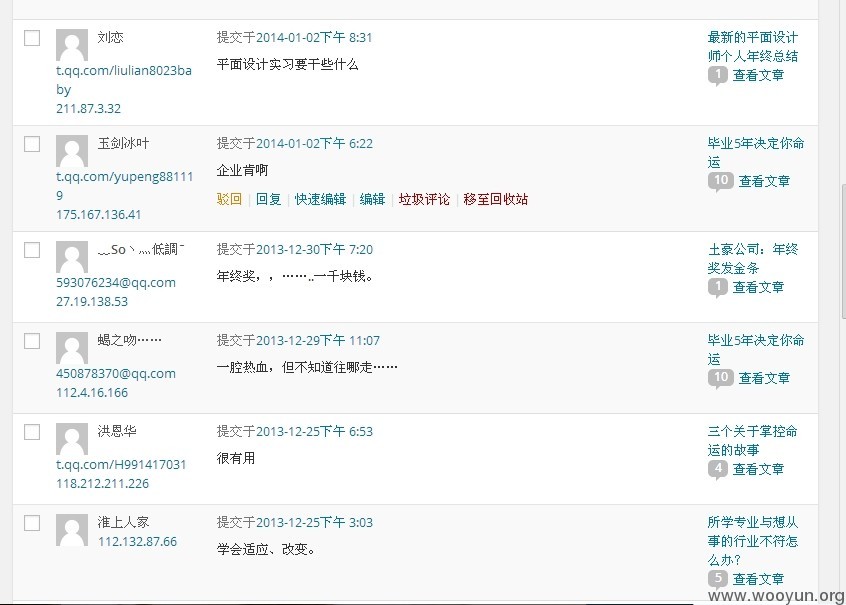 刘恋
t.qq.com/liulian8023ba
by
211.87.3.32
提交于2014-01-02下午 8:31
平面设计实习要干些什么
最新的平面设计
师个人年终总结
1 查看文章
玉剑冰叶
t.qq.com/yupeng88111
9
175.167.136.41
提交于2014-01-02下午 6:22
企业肯啊
驳回 | 回复 | 快速编辑 | 编辑 | 垃圾评论 | 移至回收站
毕业5年决定你命
运
10 查看文章
﹏So丶灬低調ˉ
593076234@qq.com
27.19.138.53
提交于2013-12-30下午 7:20
年终奖，，……..一千块钱。
土豪公司：年终
奖发金条
1 查看文章
蝎之吻……
450878370@qq.com
112.4.16.166
提交于2013-12-29下午 11:07
一腔热血，但不知道往哪走……
毕业5年决定你命
运
10 查看文章
洪恩华
t.qq.com/H991417031
118.212.211.226
提交于2013-12-25下午 6:53
很有用
三个关于掌控命
运的故事
4 查看文章
淮上人家
112.132.87.66
提交于2013-12-25下午 3:03
学会适应、改变。
所学专业与想从
事的行业不符怎
么办？
5 查看文章
www.wooyun.org